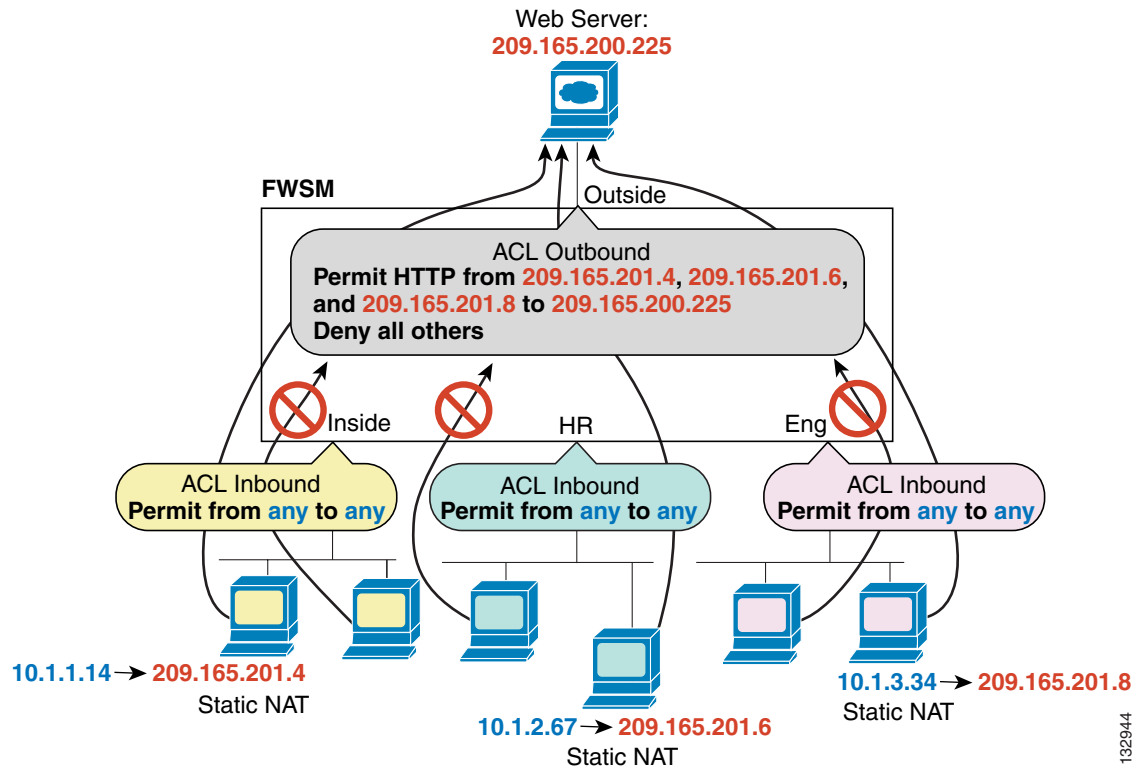 Web Server:
209.165.200.225
FWSM
Outside
ACL Outbound
Permit HTTP from 209.165.201.4, 209.165.201.6,
and 209.165.201.8 to 209.165.200.225
Deny all others
Inside
HR
Eng
ACL Inbound
Permit from any to any
ACL Inbound
Permit from any to any
ACL Inbound
Permit from any to any
10.1.1.14 209.165.201.4
Static NAT
10.1.2.67 209.165.201.6
Static NAT
10.1.3.34 209.165.201.8
Static NAT
132944